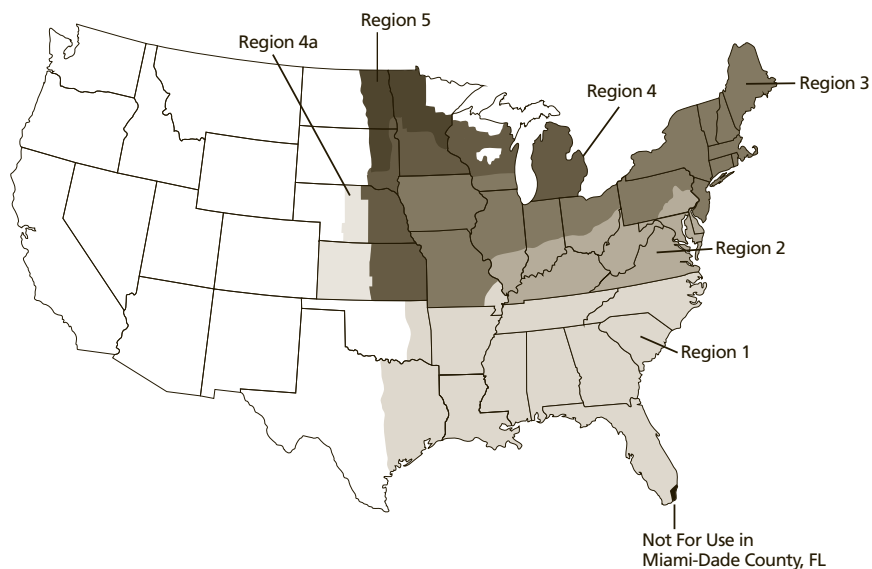 Region 5
Region 4a
Region 3
Region 4
Region 2
Region 1
Not For Use in
Miami-Dade County, FL